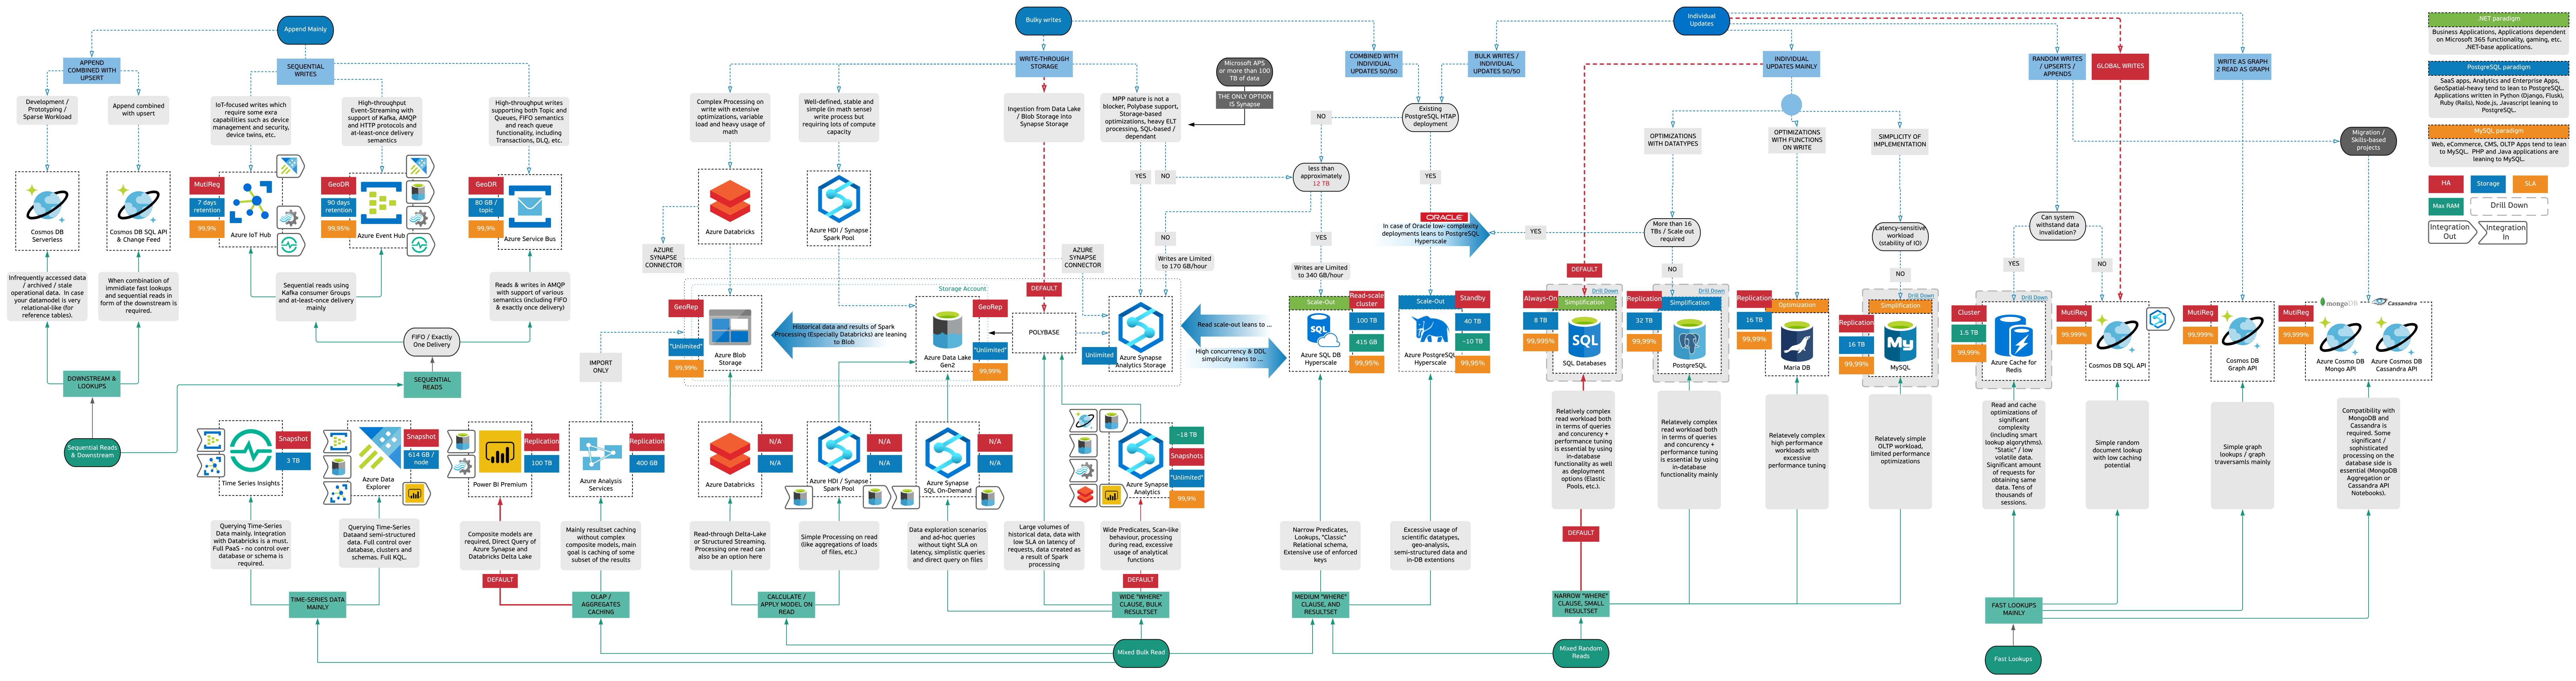 Append Mainly
Bulky writes
Individual
Updates
APPEND
COMBINED WITH
UPSERT
SEQUENTIAL
WRITES
WRITE-THROUGH
STORAGE
COMBINED WITH
INDIVIDUAL
UPDATES 50/50
BULK WRITES /
INDIVIDUAL
UPDATES 50/50
INDIVIDUAL
UPDATES MAINLY
RANDOM WRITES
/ UPSERTS /
APPENDS
GLOBAL WRITES
WRITE AS GRAPH
2 READ AS GRAPH
.NET paradigm
Business Applications, Applications dependent
on Microsoft 365 functionality, gaming, etc.
.NET-base applications.
PostgreSQL paradigm
SaaS apps, Analytics and Enterprise Apps,
GeoSpatial-heavy tend to lean to PostgreSQL.
Applications written in Python (Django, Flusk),
Ruby (Rails), Node.js, Javascript leaning to
PostgreSQL.
MySQL paradigm
Web, eCommerce, CMS, OLTP Apps tend to lean
to MySQL.  PHP and Java applications are
leaning to MySQL.
HA
Storage
SLA
Max RAM
Drill Down
Integration
Out
Integration
In
Development /
Prototyping /
Sparse Workload
Append combined
with upsert
IoT-focused writes which
require some exra
capabilities such as device
management and security,
device twins, etc.
High-throughput
Event-Streaming with
support of Kafka, AMQP
and HTTP protocols and
at-least-once delivery
semantics
High-throughput writes
supporting both Topic and
Queues, FIFO semantics
and reach queue
functionality, including
Transactions, DLQ, etc.
Complex Processing on
write with extensive
optimizations, variable
load and heavy usage of
math
Well-defined, stable and
simple (in math sense)
write process but
requiring lots of compute
capacity
Ingestion from Data Lake
/ Blob Storage into
Synapse Storage
MPP nature is not a
blocker, Polybase support,
Storage-based
optimizations, heavy ELT
processing, SQL-based /
dependant
Microsoft APS
or more than 100
TB of data
THE ONLY OPTION
IS Synapse
Existing
PostgreSQL HTAP
deployment
NO
YES
less than
approximately
12 TB
YES
NO
NO
Writes are Limited
to 170 GB/hour
YES
Writes are Limited
to 340 GB/hour
ORACLE
In case of Oracle low- complexity
deployments leans to PostgreSQL
Hyperscale
OPTIMIZATIONS
WITH DATATYPES
OPTIMIZATIONS
WITH FUNCTIONS
ON WRITE
SIMPLICITY OF
IMPLEMENTATION
More than 16
TBs / Scale out
required
YES
NO
Latency-sensitive
workload
(stability of IO)
NO
Can system
withstand data
invalidation?
YES
NO
Migration /
Skills-based
projects
Cosmos DB
Serverless
Cosmos DB SQL API
& Change Feed
MutiReg
7 days
retention
99,9%
Azure IoT Hub
GeoDR
90 days
retention
99,95%
Azure Event Hub
GeoDR
80 GB /
topic
99,9%
Azure Service Bus
Azure Databricks
Azure HDI / Synapse
Spark Pool
AZURE
SYNAPSE
CONNECTOR
AZURE
SYNAPSE
CONNECTOR
DEFAULT
Infrequently accessed data
/ archived / stale
operational data.  In case
your datamodel is very
relational-like (for
reference tables).
When combination of
immidiate fast lookups
and sequential reads in
form of the downstream is
required.
Sequential reads using
Kafka consumer Groups
and at-least-once delivery
mainly
Reads & writes in AMQP
with support of various
semantics (including FIFO
& exactly once delivery)
FIFO / Exactly
One Delivery
DOWNSTREAM &
LOOKUPS
SEQUENTIAL
READS
Sequential Reads
& Downstream
IMPORT
ONLY
Storage Account
GeoRep
"Unlimited"
99,99%
Azure Blob
Storage
Historical data and results of Spark
Processing (Especially Databricks) are leaning
to Blob
GeoRep
"Unlimited"
99,99%
Azure Data Lake
Gen2
POLYBASE
Unlimited
Azure Synapse
Analytics Storage
Read scale-out leans to ...
High concurrency & DDL
simplicuty leans to ...
Scale-Out
Read-scale
cluster
100 TB
415 GB
99,95%
Azure SQL DB
Hyperscale
Scale-Out
Standby
40 TB
~10 TB
99,95%
Azure PostgreSQL
Hyperscale
DEFAULT
Drill Down
Always-On
8 TB
99,995%
Simplification
SQL Databases
Drill Down
Replication
32 TB
99,99%
Simplification
PostgreSQL
Replication
16 TB
99,99%
Optimization
Maria DB
Drill Down
Replication
16 TB
99,99%
Simplification
MySQL
Drill Down
Cluster
1,5 TB
99,99%
Azure Cache for
Redis
MutiReg
99,999%
Cosmos DB SQL API
MutiReg
99,999%
Cosmos DB
Graph API
MutiReg
99,999%
mongoDB
Cassandra
Azure Cosmo DB
Mongo API
Azure Cosmos DB
Cassandra API
Snapshot
3 TB
Time Series Insights
Snapshot
614 GB /
node
Azure Data
Explorer
Replication
100 TB
Power BI Premium
Replication
400 GB
Azure Analysis
Services
N/A
N/A
Azure Databricks
N/A
N/A
Azure HDI / Synapse
Spark Pool
N/A
N/A
Azure Synapse
SQL On-Demand
~18 TB
Snapshots
"Unlimited"
99,9%
Azure Synapse
Analytics
Querying Time-Series
Data mainly. Integration
with Databricks is a must.
Full PaaS - no control over
database or schema is
required.
Querying Time-Series
Dataand semi-structured
data. Full control over
database, clusters and
schemas. Full KQL.
Composite models are
required, Direct Query of
Azure Synapse and
Databricks Delta Lake
Mainly resultset caching
without complex
composite models, main
goal is caching of some
subset of the results
Read-through Delta-Lake
or Structured Streaming.
Processing one read can
also be an option here
Simple Processing on read
(like aggregations of loads
of files, etc.)
Data exploration scenarios
and ad-hoc queries
without tight SLA on
latency, simplistic queries
and direct query on files
Large volumes of
historical data, data with
low SLA on latency of
requests, data created as
a result of Spark
processing
Wide Predicates, Scan-like
behaviour, processing
during read, excessive
usage of analytical
functions
Narrow Predicates,
Lookups, "Classic"
Relational schema,
Extensive use of enforced
keys
Excessive usage of
scientific datatypes,
geo-analysis,
semi-structured data and
in-DB extentions
Relatively complex
read workload both
in terms of queries
and concurency +
performance tuning
is essential by using
in-database
functionality as well
as deployment
options (Elastic
Pools, etc.).
Relatively complex
read workload both
in terms of queries
and concurency +
performance tuning
is essential by using
in-database
functionality mainly
Relatively complex
high performance
workloads with
excessive
performance tuning
Relatively simple
OLTP workload,
limited performance
optimizations
Read and cache
optimizations of
significant
complexity
(including smart
lookup algorythms).
"Static" / low
volatile data.
Significant amount of
requests for
obtaining same
data. Tens of
thousands of
sessions.
Simple random
document lookup
with low caching
potential
Simple graph
lookups / graph
traversamis mainly
Compatibility with
MongoDB and
Cassandra is
required. Some
significant /
sophisticated
processing on the
database side is
essential (MongoDB
Aggregation or
Cassandra API
Notebooks).
DEFAULT
DEFAULT
DEFAULT
TIME-SERIES DATA
MAINLY
OLAP /
AGGREGATES
CACHING
CALCULATE /
APPLY MODEL ON
READ
WIDE "WHERE"
CLAUSE, BULK
RESULTSET
MEDIUM "WHERE"
CLAUSE, AND
RESULTSET
NARROW "WHERE"
CLAUSE, SMALL
RESULTSET
FAST LOOKUPS
MAINLY
Mixed Bulk Read
Mixed Random
Reads
Fast Lookups